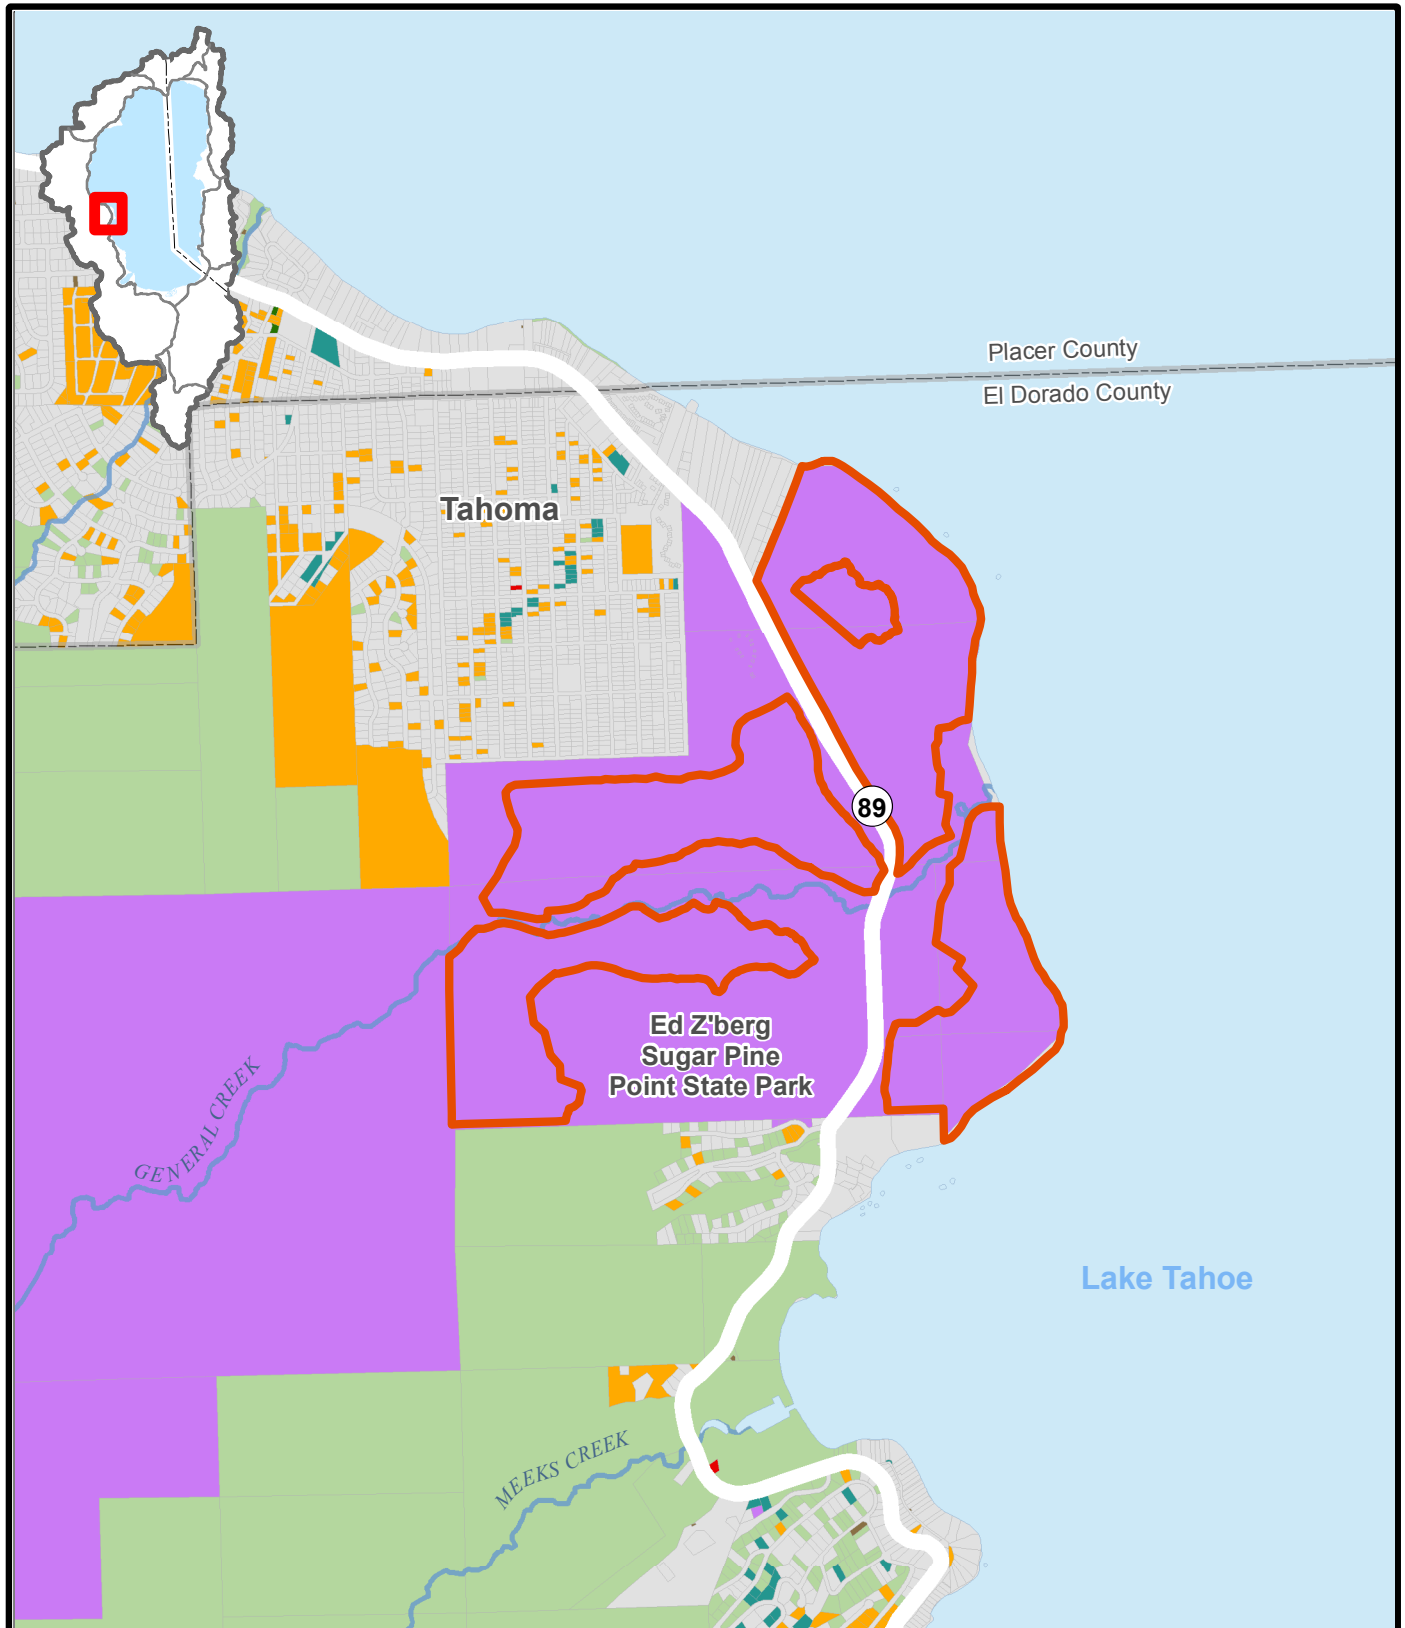 Placer County
El Dorado County
Tahoma
89
Ed Z'berg
Sugar Pine
Point State Park
GENERAL CREEK
Lake Tahoe
MEEKS CREEK